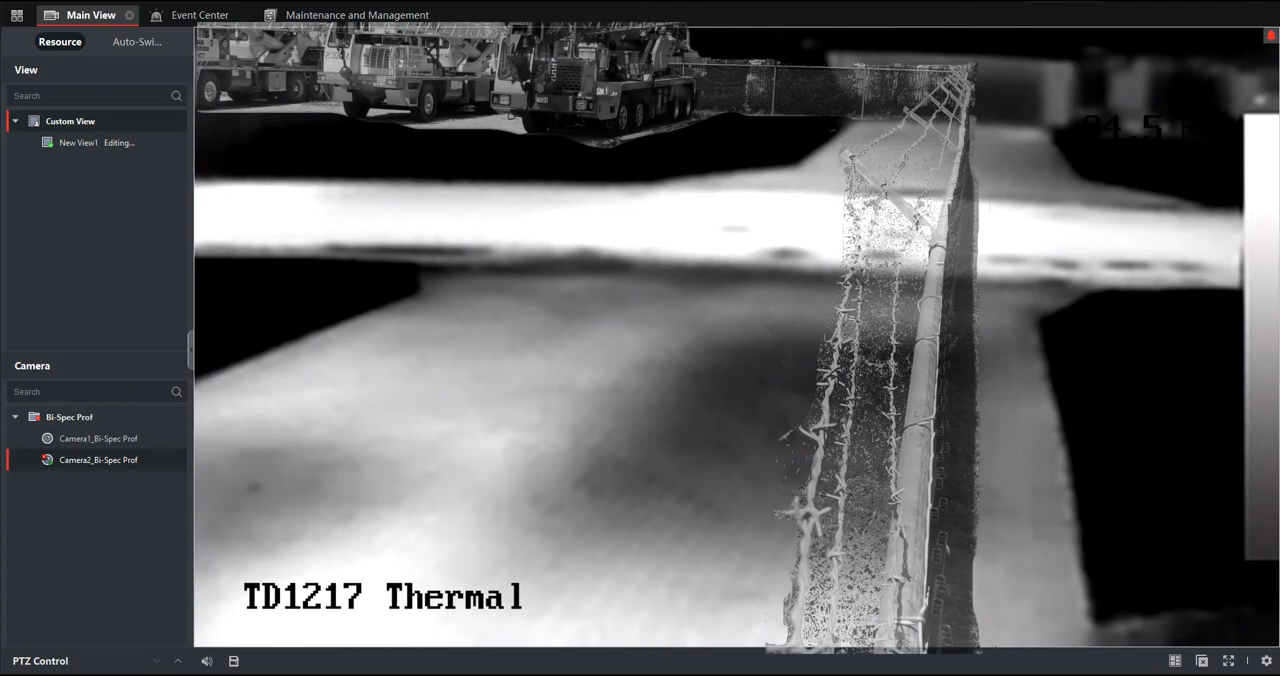 Main View
Event Center
Maintenance and Management
Resource
Auto-Swi...
View
Search
Custom View
New View1 Editing...
Camera
Search
Bi-Spec Prof
Camera1_Bi-Spec Prof
Camera2_Bi-Spec Prof
TD1217 Thermal
PTZ Control